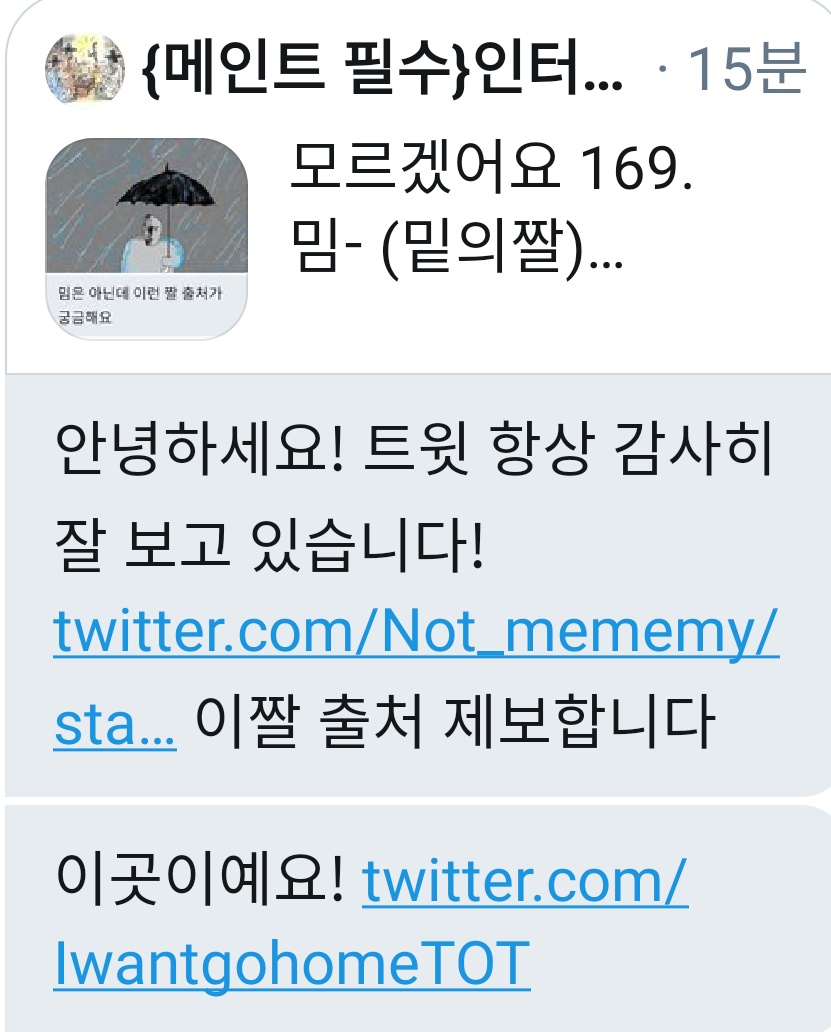 {메인트 필수}인터... · 15분
모르겠어요 169.
밈- (밑의짤)...
밈은 아닌데 이런 짤 출처가
궁금해요
안녕하세요! 트윗 항상 감사히
잘 보고 있습니다!
twitter.com/Not_mememy/
sta... 이짤 출처 제보합니다
이곳이예요! twitter.com/
IwantgohomeTOT